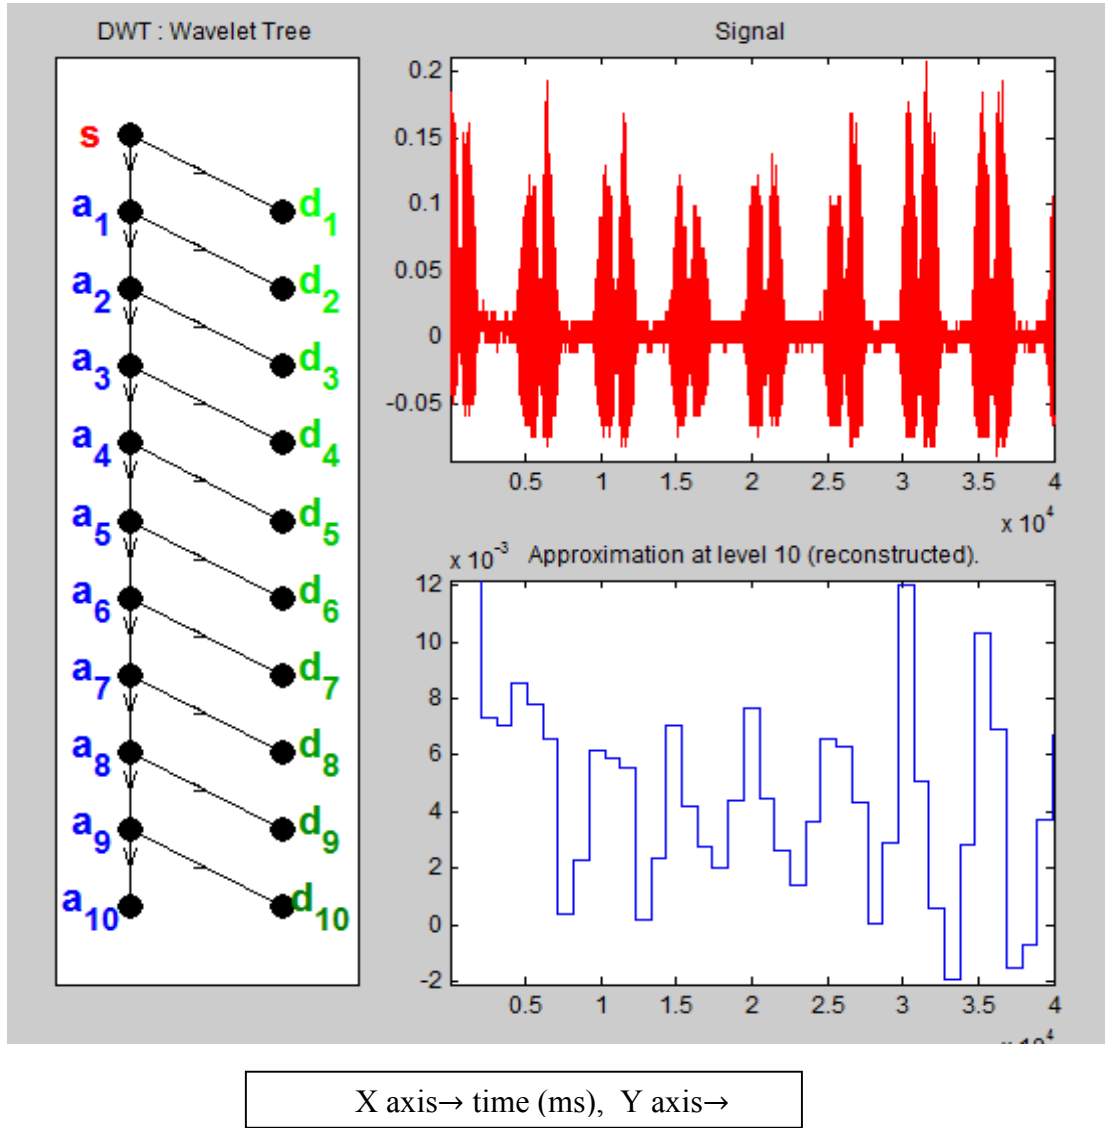 DWT : Wavelet Tree
s
a1 d1
a2 d2
a3 d3
a4 d4
a5 d5
a6 d6
a7 d7
a8 d8
a9 d9
a10 d10
Signal
0.2
0.15
0.1
0.05
0
-0.05
0.5 1 1.5 2 2.5 3 3.5 4
x 10^4
x 10^-3 Approximation at level 10 (reconstructed).
12
10
8
6
4
2
0
-2
0.5 1 1.5 2 2.5 3 3.5 4
x 10^4
X axis→ time (ms), Y axis→